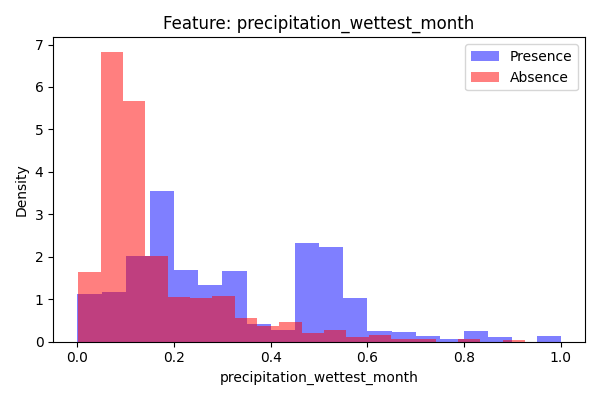 Feature: precipitation_wettest_month
Presence
Absence
Density
7
6
5
4
3
2
1
0
0.0 0.2 0.4 0.6 0.8 1.0
precipitation_wettest_month